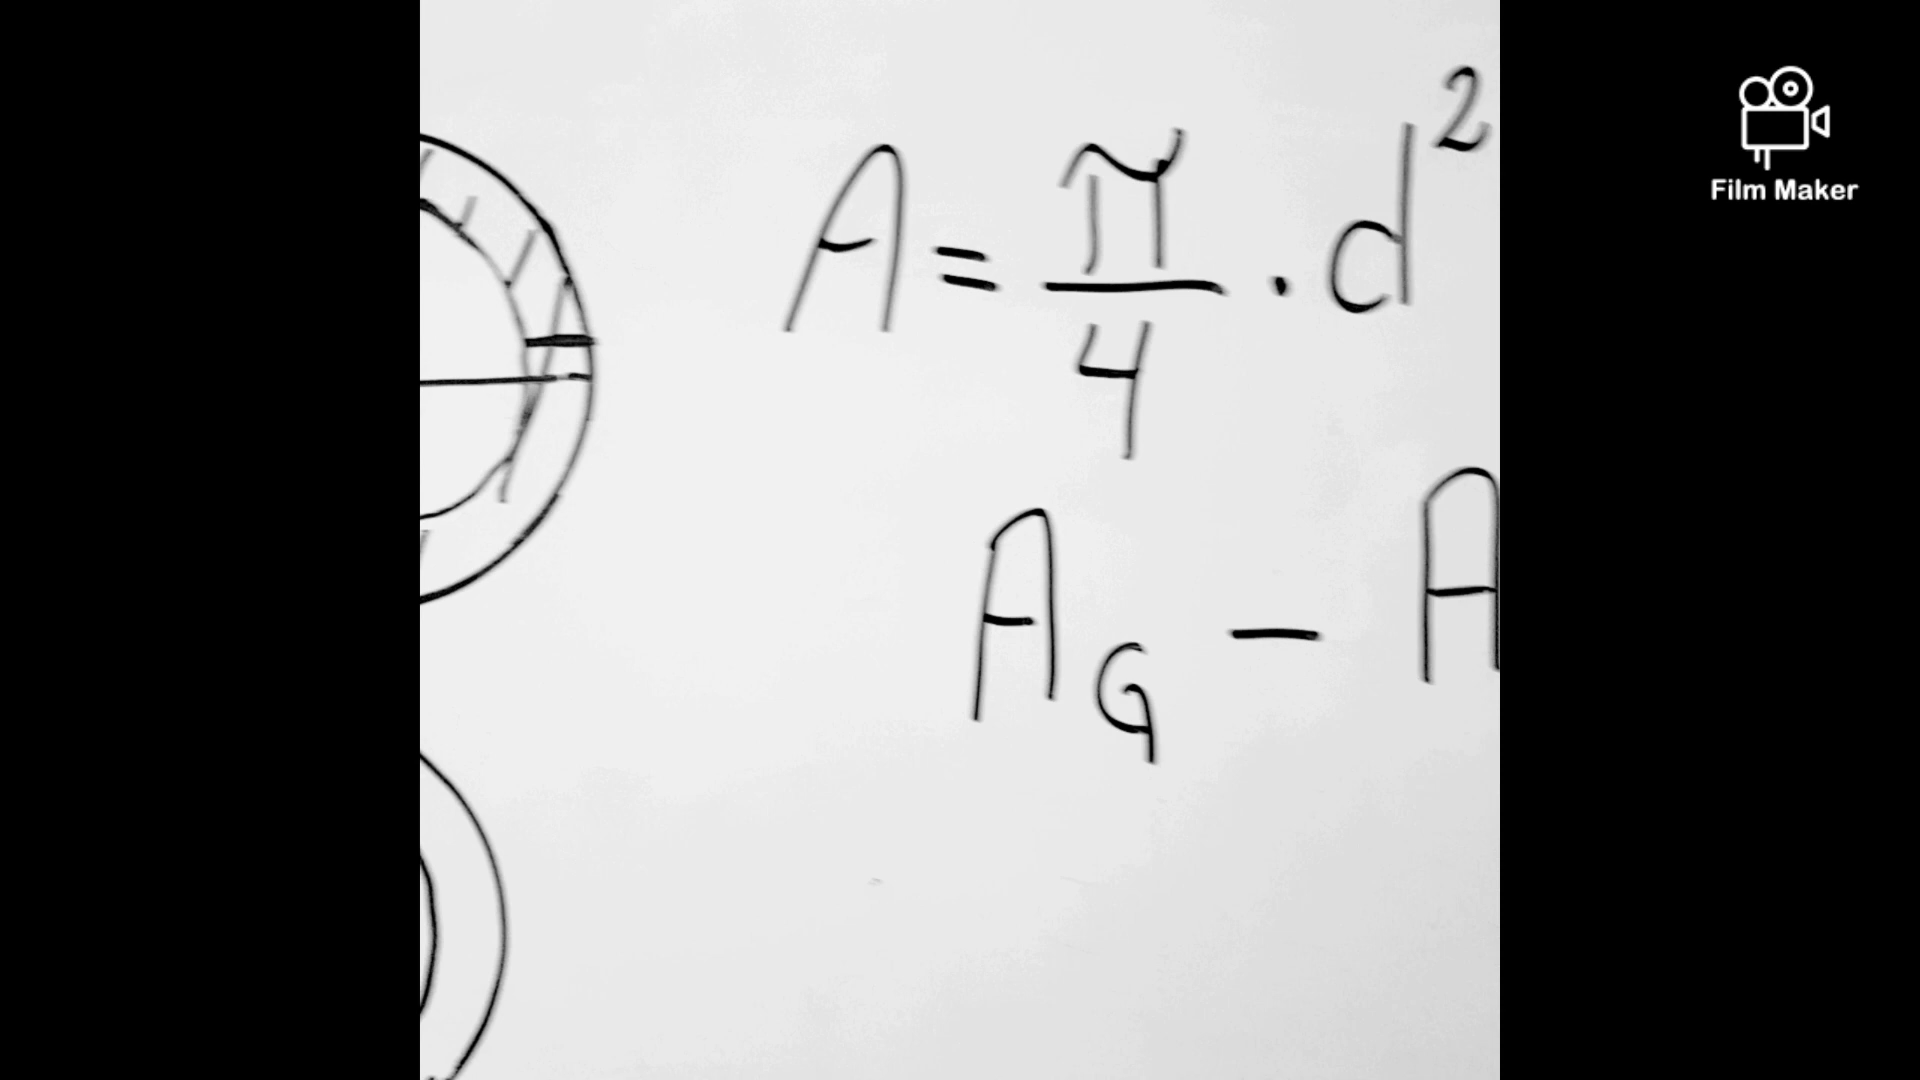 A = π/4 · d²
A_G − A
Film Maker